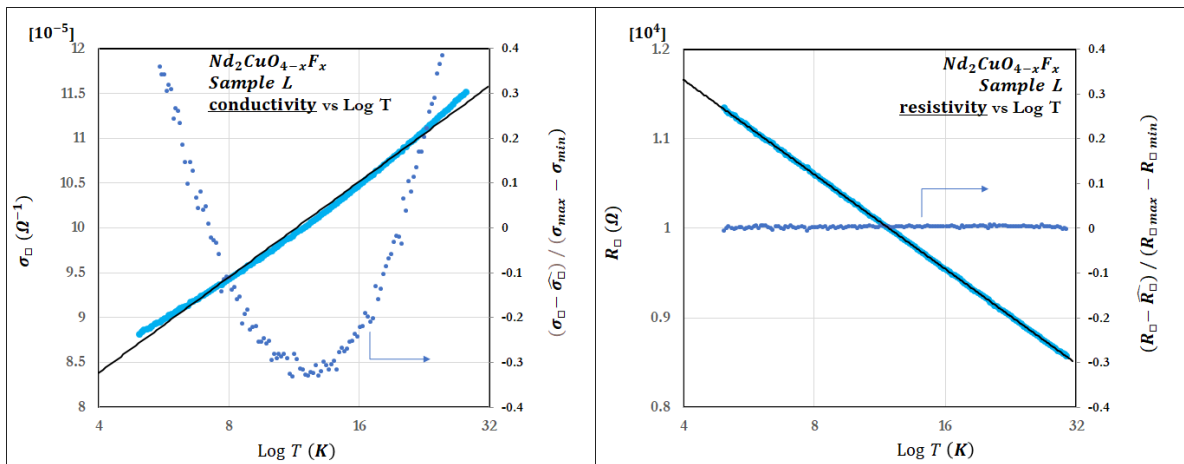 [10⁻⁵]
12
11.5
11
10.5
10
9.5
9
8.5
8
σ□ (Ω⁻¹)
Nd₂CuO₄₋ₓFₓ
Sample L
conductivity vs Log T
0.4
0.3
0.2
0.1
0
-0.1
-0.2
-0.3
-0.4
(σ□ − σ□̂) / (σmax − σmin)
4 8 16 32
Log T (K)
[10⁴]
1.2
1.1
1
0.9
0.8
R□ (Ω)
Nd₂CuO₄₋ₓFₓ
Sample L
resistivity vs Log T
0.4
0.3
0.2
0.1
0
-0.1
-0.2
-0.3
-0.4
(R□ − R□̂) / (R□ max − R□ min)
4 8 16 32
Log T (K)